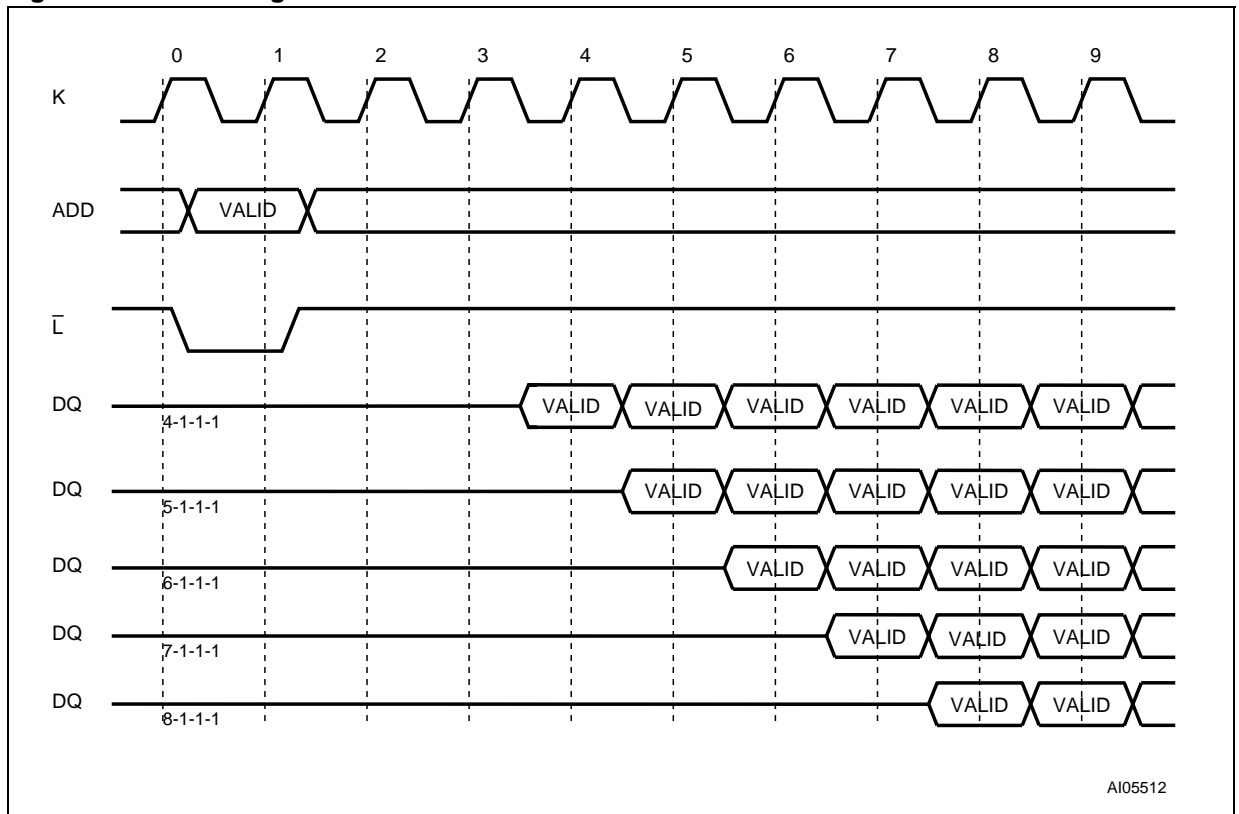 0 1 2 3 4 5 6 7 8 9
K
ADD VALID
L̅
DQ VALID VALID VALID VALID VALID VALID
4-1-1-1
DQ VALID VALID VALID VALID VALID
5-1-1-1
DQ VALID VALID VALID VALID
6-1-1-1
DQ VALID VALID VALID
7-1-1-1
DQ VALID VALID
8-1-1-1
AI05512